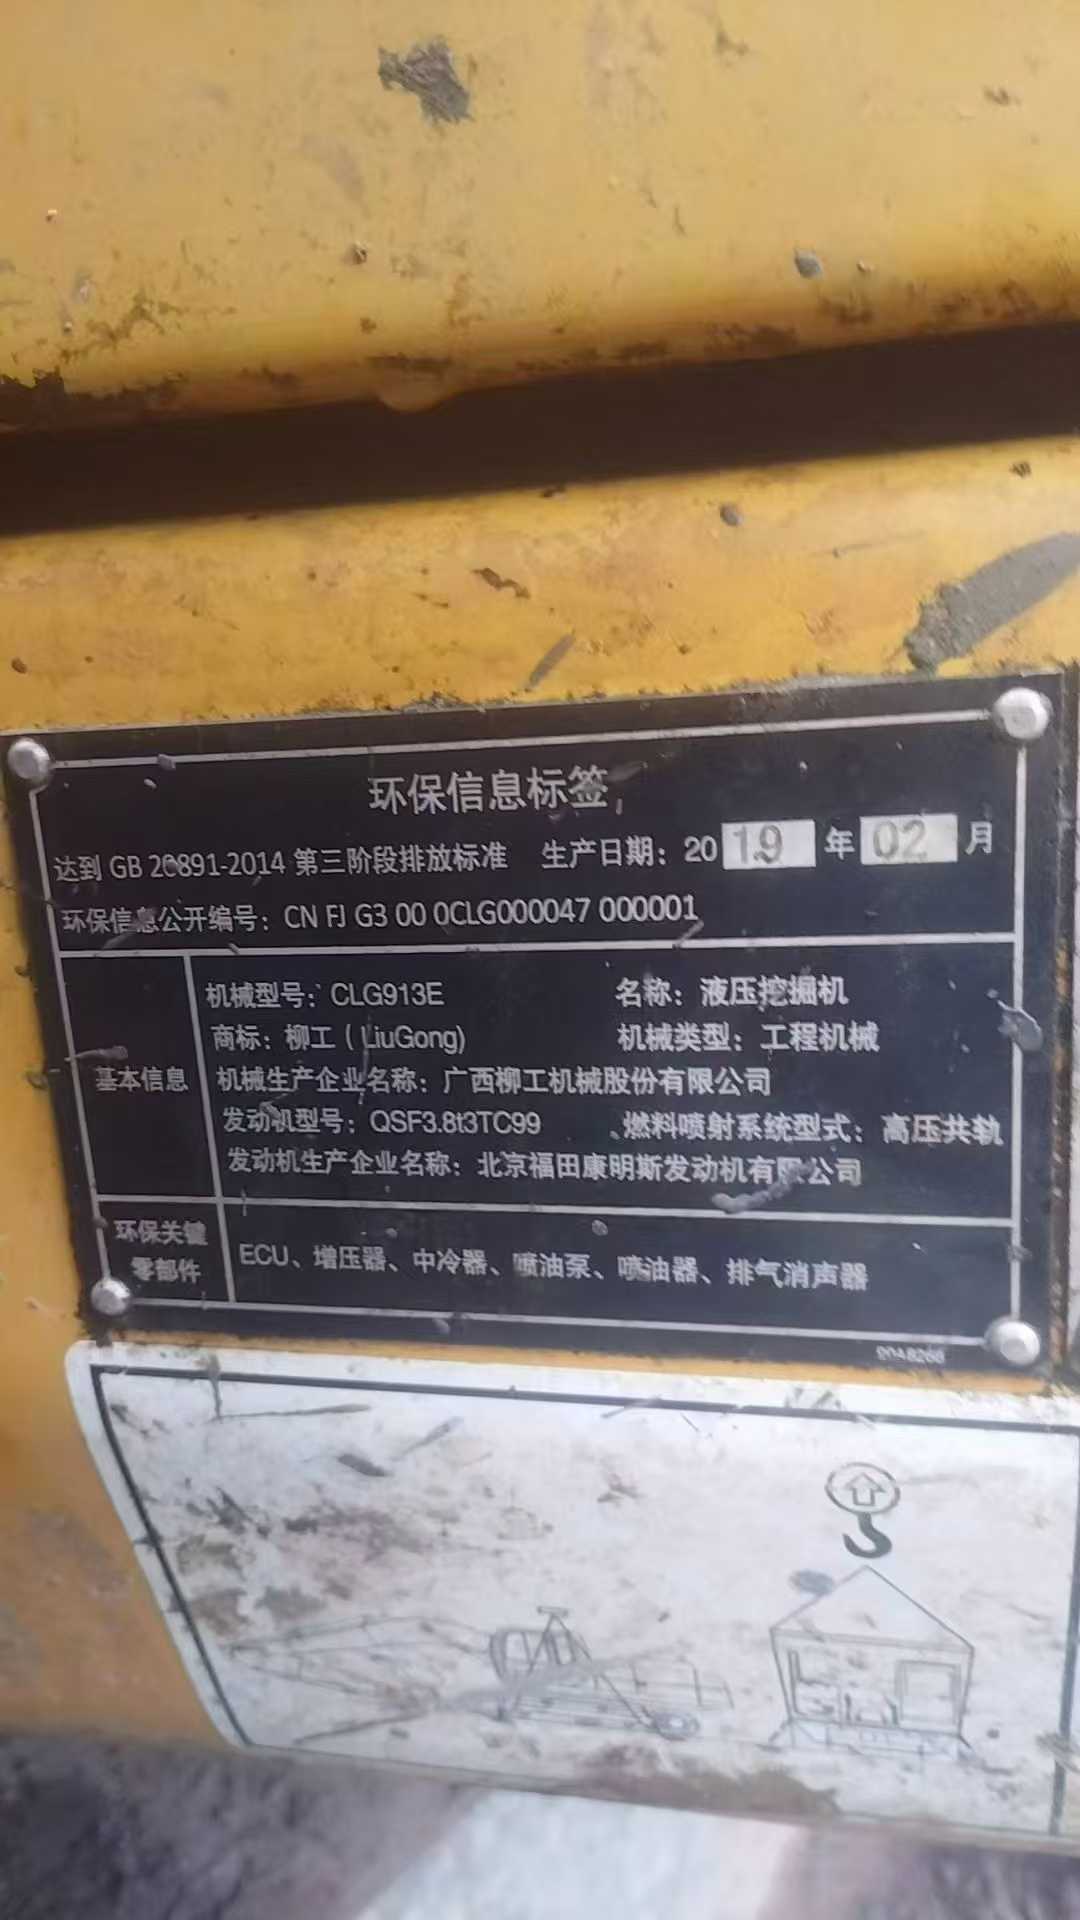 环保信息标签
达到 GB 20891-2014 第三阶段排放标准 生产日期：2019年02月
环保信息公开编号：CN FJ G3 00 0CLG000047 000001
基本信息
机械型号：CLG913E 名称：液压挖掘机
商标：柳工（LiuGong) 机械类型：工程机械
机械生产企业名称：广西柳工机械股份有限公司
发动机型号：QSF3.8t3TC99 燃料喷射系统型式：高压共轨
发动机生产企业名称：北京福田康明斯发动机有限公司
环保关键
零部件
ECU、增压器、中冷器、喷油泵、喷油器、排气消声器